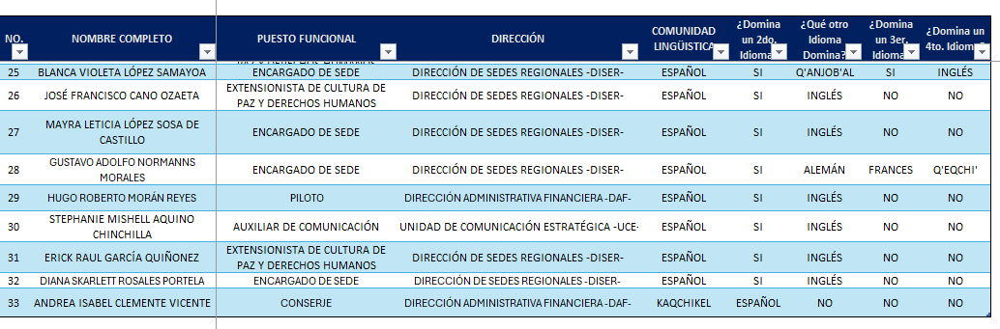 NO. NOMBRE COMPLETO PUESTO FUNCIONAL DIRECCIÓN COMUNIDAD LINGÜISTICA ¿Domina un 2do. Idioma ¿Qué otro Idioma Domina? ¿Domina un 3er. Idioma ¿Domina un 4to. Idioma?
25 BLANCA VIOLETA LÓPEZ SAMAYOA ENCARGADO DE SEDE DIRECCIÓN DE SEDES REGIONALES -DISER- ESPAÑOL SI Q'ANJOB'AL SI INGLÉS
26 JOSÉ FRANCISCO CANO OZAETA EXTENSIONISTA DE CULTURA DE PAZ Y DERECHOS HUMANOS DIRECCIÓN DE SEDES REGIONALES -DISER- ESPAÑOL SI INGLÉS NO NO
27 MAYRA LETICIA LÓPEZ SOSA DE CASTILLO ENCARGADO DE SEDE DIRECCIÓN DE SEDES REGIONALES -DISER- ESPAÑOL SI INGLÉS NO NO
28 GUSTAVO ADOLFO NORMANNS MORALES ENCARGADO DE SEDE DIRECCIÓN DE SEDES REGIONALES -DISER- ESPAÑOL SI ALEMÁN FRANCES Q'EQCHI'
29 HUGO ROBERTO MORÁN REYES PILOTO DIRECCIÓN ADMINISTRATIVA FINANCIERA -DAF- ESPAÑOL SI INGLÉS NO NO
30 STEPHANIE MISHELL AQUINO CHINCHILLA AUXILIAR DE COMUNICACIÓN UNIDAD DE COMUNICACIÓN ESTRATÉGICA -UCE- ESPAÑOL SI INGLÉS NO NO
31 ERICK RAUL GARCÍA QUIÑONEZ EXTENSIONISTA DE CULTURA DE PAZ Y DERECHOS HUMANOS DIRECCIÓN DE SEDES REGIONALES -DISER- ESPAÑOL SI INGLÉS NO NO
32 DIANA SKARLETT ROSALES PORTELA ENCARGADO DE SEDE DIRECCIÓN DE SEDES REGIONALES -DISER- ESPAÑOL SI INGLÉS NO NO
33 ANDREA ISABEL CLEMENTE VICENTE CONSERJE DIRECCIÓN ADMINISTRATIVA FINANCIERA -DAF- KAQCHIKEL ESPAÑOL NO NO NO